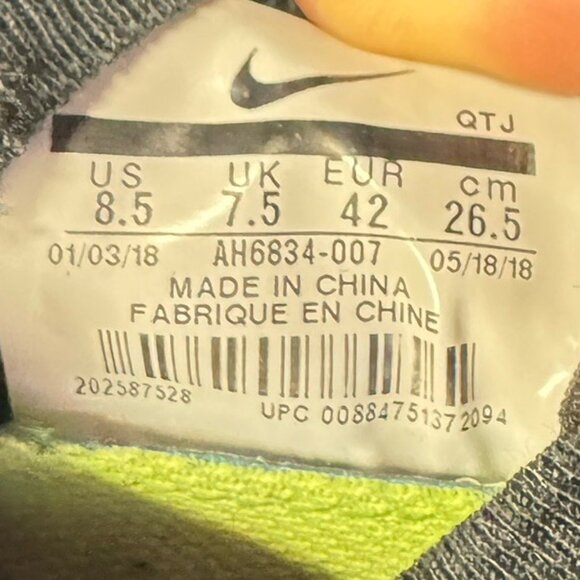 QTJ
US UK EUR cm
8.5 7.5 42 26.5
01/03/18 AH6834-007 05/18/18
MADE IN CHINA
FABRIQUE EN CHINE
202587528
UPC 00884751372094